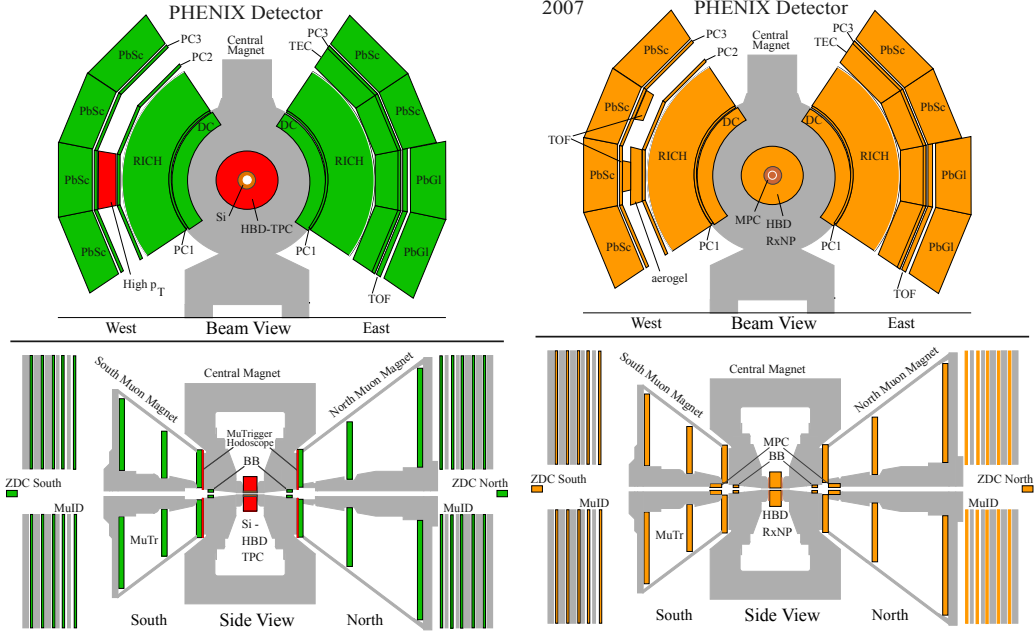 PHENIX Detector
Central
Magnet
PC3
PC2
PC3
TEC
PbSc
PbSc
PbSc
PbSc
PbSc
PbSc
PbGl
PbGl
DC
DC
RICH
RICH
Si
HBD-TPC
PC1
PC1
High pT
TOF
West
Beam View
East
South Muon Magnet
Central Magnet
North Muon Magnet
MuTrigger
Hodoscope
BB
ZDC South
ZDC North
MuID
MuID
MuTr
Si -
HBD
TPC
South
Side View
North
2007
PHENIX Detector
Central
Magnet
PC3
PC2
PC3
TEC
PbSc
PbSc
PbSc
PbSc
PbSc
PbSc
PbGl
PbGl
TOF
DC
DC
RICH
RICH
MPC
HBD
RxNP
PC1
PC1
aerogel
TOF
West
Beam View
East
South Muon Magnet
Central Magnet
North Muon Magnet
MPC
BB
ZDC South
ZDC North
MuID
MuID
MuTr
HBD
RxNP
South
Side View
North